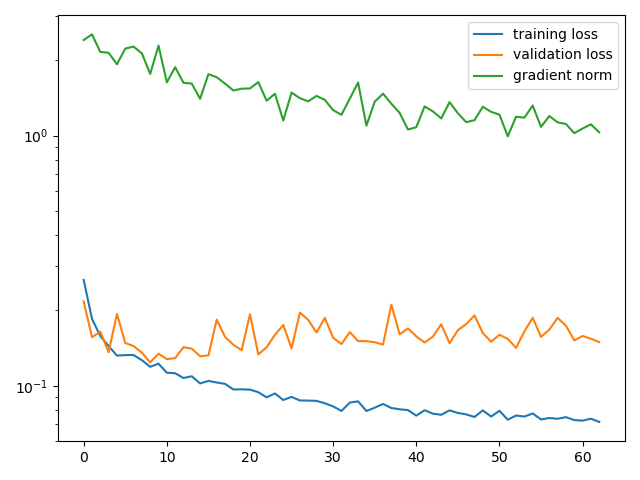 training loss
validation loss
gradient norm
10⁰
10⁻¹
0 10 20 30 40 50 60